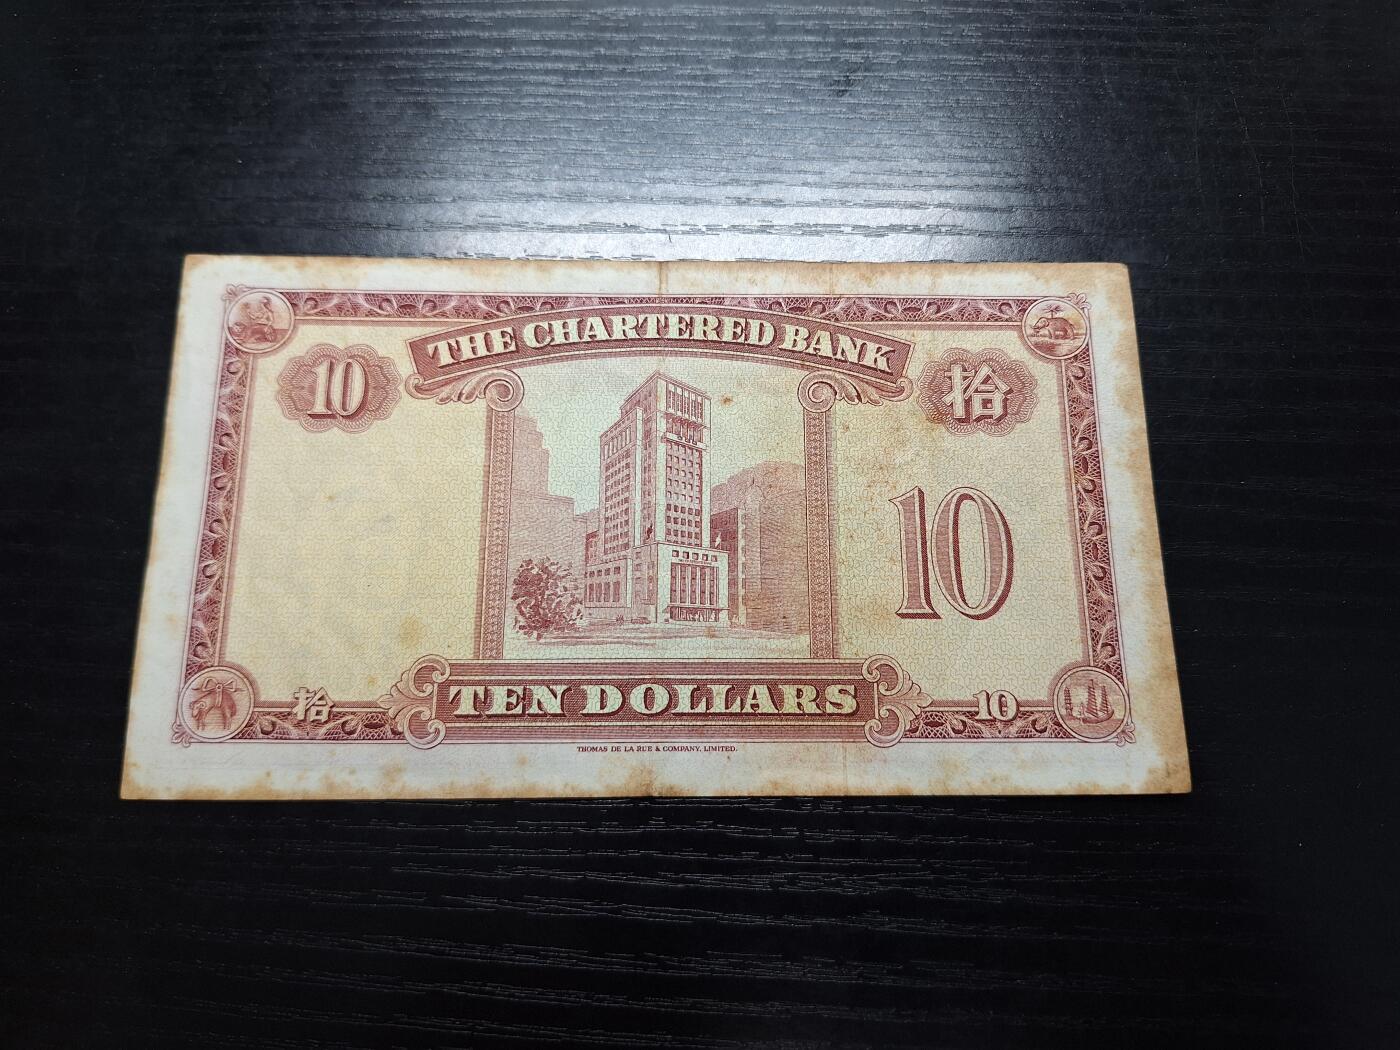 THE CHARTERED BANK
10
拾
10
TEN DOLLARS
拾
10
THOMAS DE LA RUE & COMPANY, LIMITED.